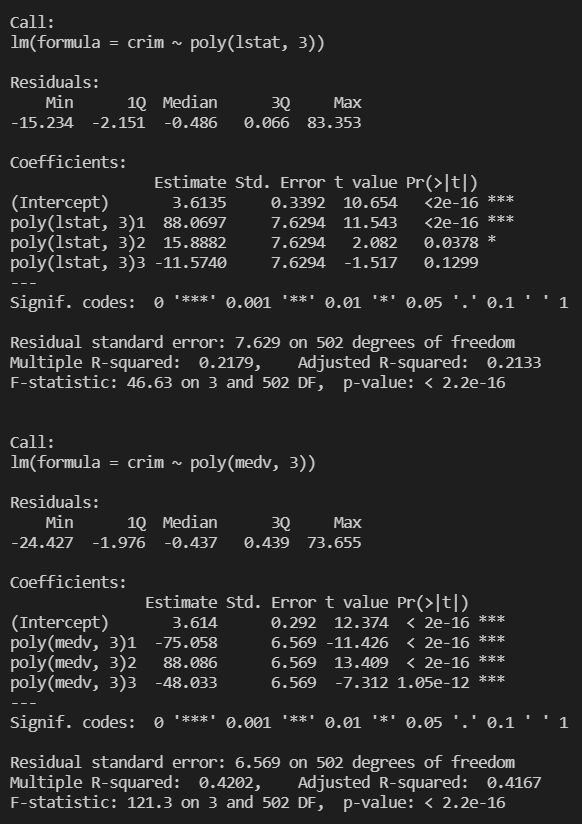 Call:
lm(formula = crim ~ poly(lstat, 3))
Residuals:
    Min      1Q  Median      3Q     Max
-15.234  -2.151  -0.486   0.066  83.353
Coefficients:
                 Estimate Std. Error t value Pr(>|t|)
(Intercept)        3.6135     0.3392  10.654   <2e-16 ***
poly(lstat, 3)1   88.0697     7.6294  11.543   <2e-16 ***
poly(lstat, 3)2   15.8882     7.6294   2.082   0.0378 *
poly(lstat, 3)3  -11.5740     7.6294  -1.517   0.1299
---
Signif. codes:  0 '***' 0.001 '**' 0.01 '*' 0.05 '.' 0.1 ' ' 1
Residual standard error: 7.629 on 502 degrees of freedom
Multiple R-squared:  0.2179,    Adjusted R-squared:  0.2133
F-statistic: 46.63 on 3 and 502 DF,  p-value: < 2.2e-16
Call:
lm(formula = crim ~ poly(medv, 3))
Residuals:
    Min      1Q  Median      3Q     Max
-24.427  -1.976  -0.437   0.439  73.655
Coefficients:
                Estimate Std. Error t value Pr(>|t|)
(Intercept)        3.614      0.292  12.374  < 2e-16 ***
poly(medv, 3)1   -75.058      6.569 -11.426  < 2e-16 ***
poly(medv, 3)2    88.086      6.569  13.409  < 2e-16 ***
poly(medv, 3)3   -48.033      6.569  -7.312 1.05e-12 ***
---
Signif. codes:  0 '***' 0.001 '**' 0.01 '*' 0.05 '.' 0.1 ' ' 1
Residual standard error: 6.569 on 502 degrees of freedom
Multiple R-squared:  0.4202,    Adjusted R-squared:  0.4167
F-statistic: 121.3 on 3 and 502 DF,  p-value: < 2.2e-16